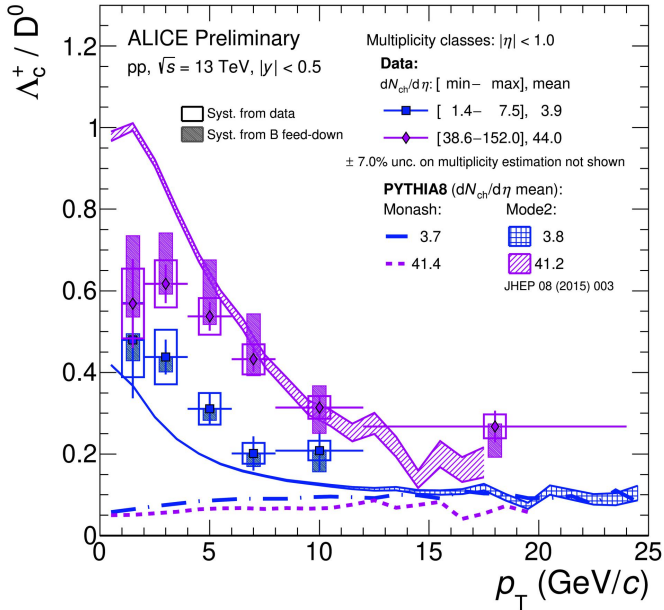 Λc+ / D0
ALICE Preliminary
pp, √s = 13 TeV, |y| < 0.5
Syst. from data
Syst. from B feed-down
Multiplicity classes: |η| < 1.0
Data:
dNch/dη: [ min− max], mean
[ 1.4− 7.5], 3.9
[38.6−152.0], 44.0
± 7.0% unc. on multiplicity estimation not shown
PYTHIA8 (dNch/dη mean):
Monash: Mode2:
3.7 3.8
41.4 41.2
JHEP 08 (2015) 003
1.2
1
0.8
0.6
0.4
0.2
0
0 5 10 15 20 25
pT (GeV/c)